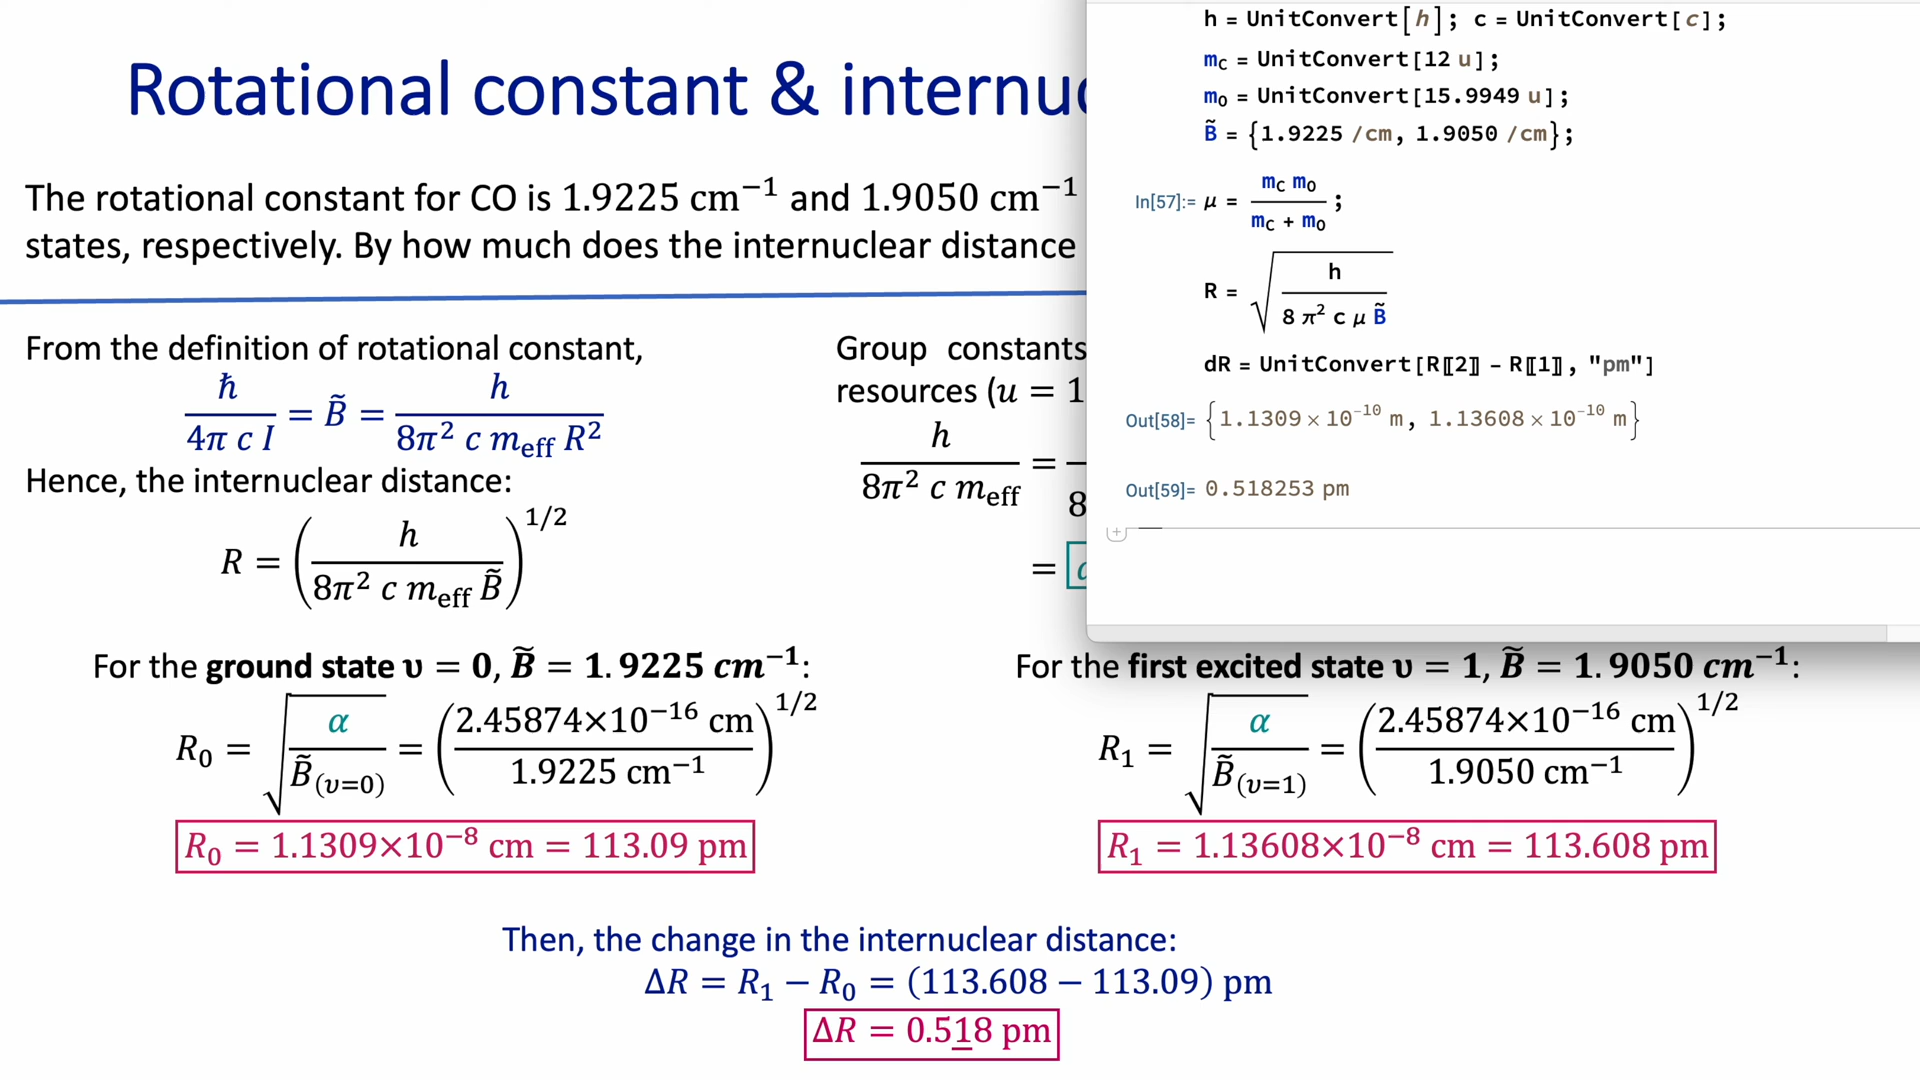 Rotational constant & internuc
The rotational constant for CO is 1.9225 cm⁻¹ and 1.9050 cm⁻¹
states, respectively. By how much does the internuclear distance
From the definition of rotational constant,
ħ / 4π c I = B̃ = h / 8π² c m_eff R²
Hence, the internuclear distance:
R = (h / 8π² c m_eff B̃)^1/2
Group constants
resources (u = 1
h / 8π² c m_eff =
8
=
h = UnitConvert[h]; c = UnitConvert[c];
m_C = UnitConvert[12 u];
m_O = UnitConvert[15.9949 u];
B̃ = {1.9225 /cm, 1.9050 /cm};
In[57]:= μ = m_C m_O / m_C + m_O ;
R = √(h / 8 π² c μ B̃)
dR = UnitConvert[R〚2〛 - R〚1〛, "pm"]
Out[58]= {1.1309 × 10⁻¹⁰ m, 1.13608 × 10⁻¹⁰ m}
Out[59]= 0.518253 pm
For the ground state υ = 0, B̃ = 1.9225 cm⁻¹:
R₀ = √(α / B̃_(υ=0)) = (2.45874×10⁻¹⁶ cm / 1.9225 cm⁻¹)^1/2
R₀ = 1.1309×10⁻⁸ cm = 113.09 pm
For the first excited state υ = 1, B̃ = 1.9050 cm⁻¹:
R₁ = √(α / B̃_(υ=1)) = (2.45874×10⁻¹⁶ cm / 1.9050 cm⁻¹)^1/2
R₁ = 1.13608×10⁻⁸ cm = 113.608 pm
Then, the change in the internuclear distance:
ΔR = R₁ − R₀ = (113.608 − 113.09) pm
ΔR = 0.518 pm